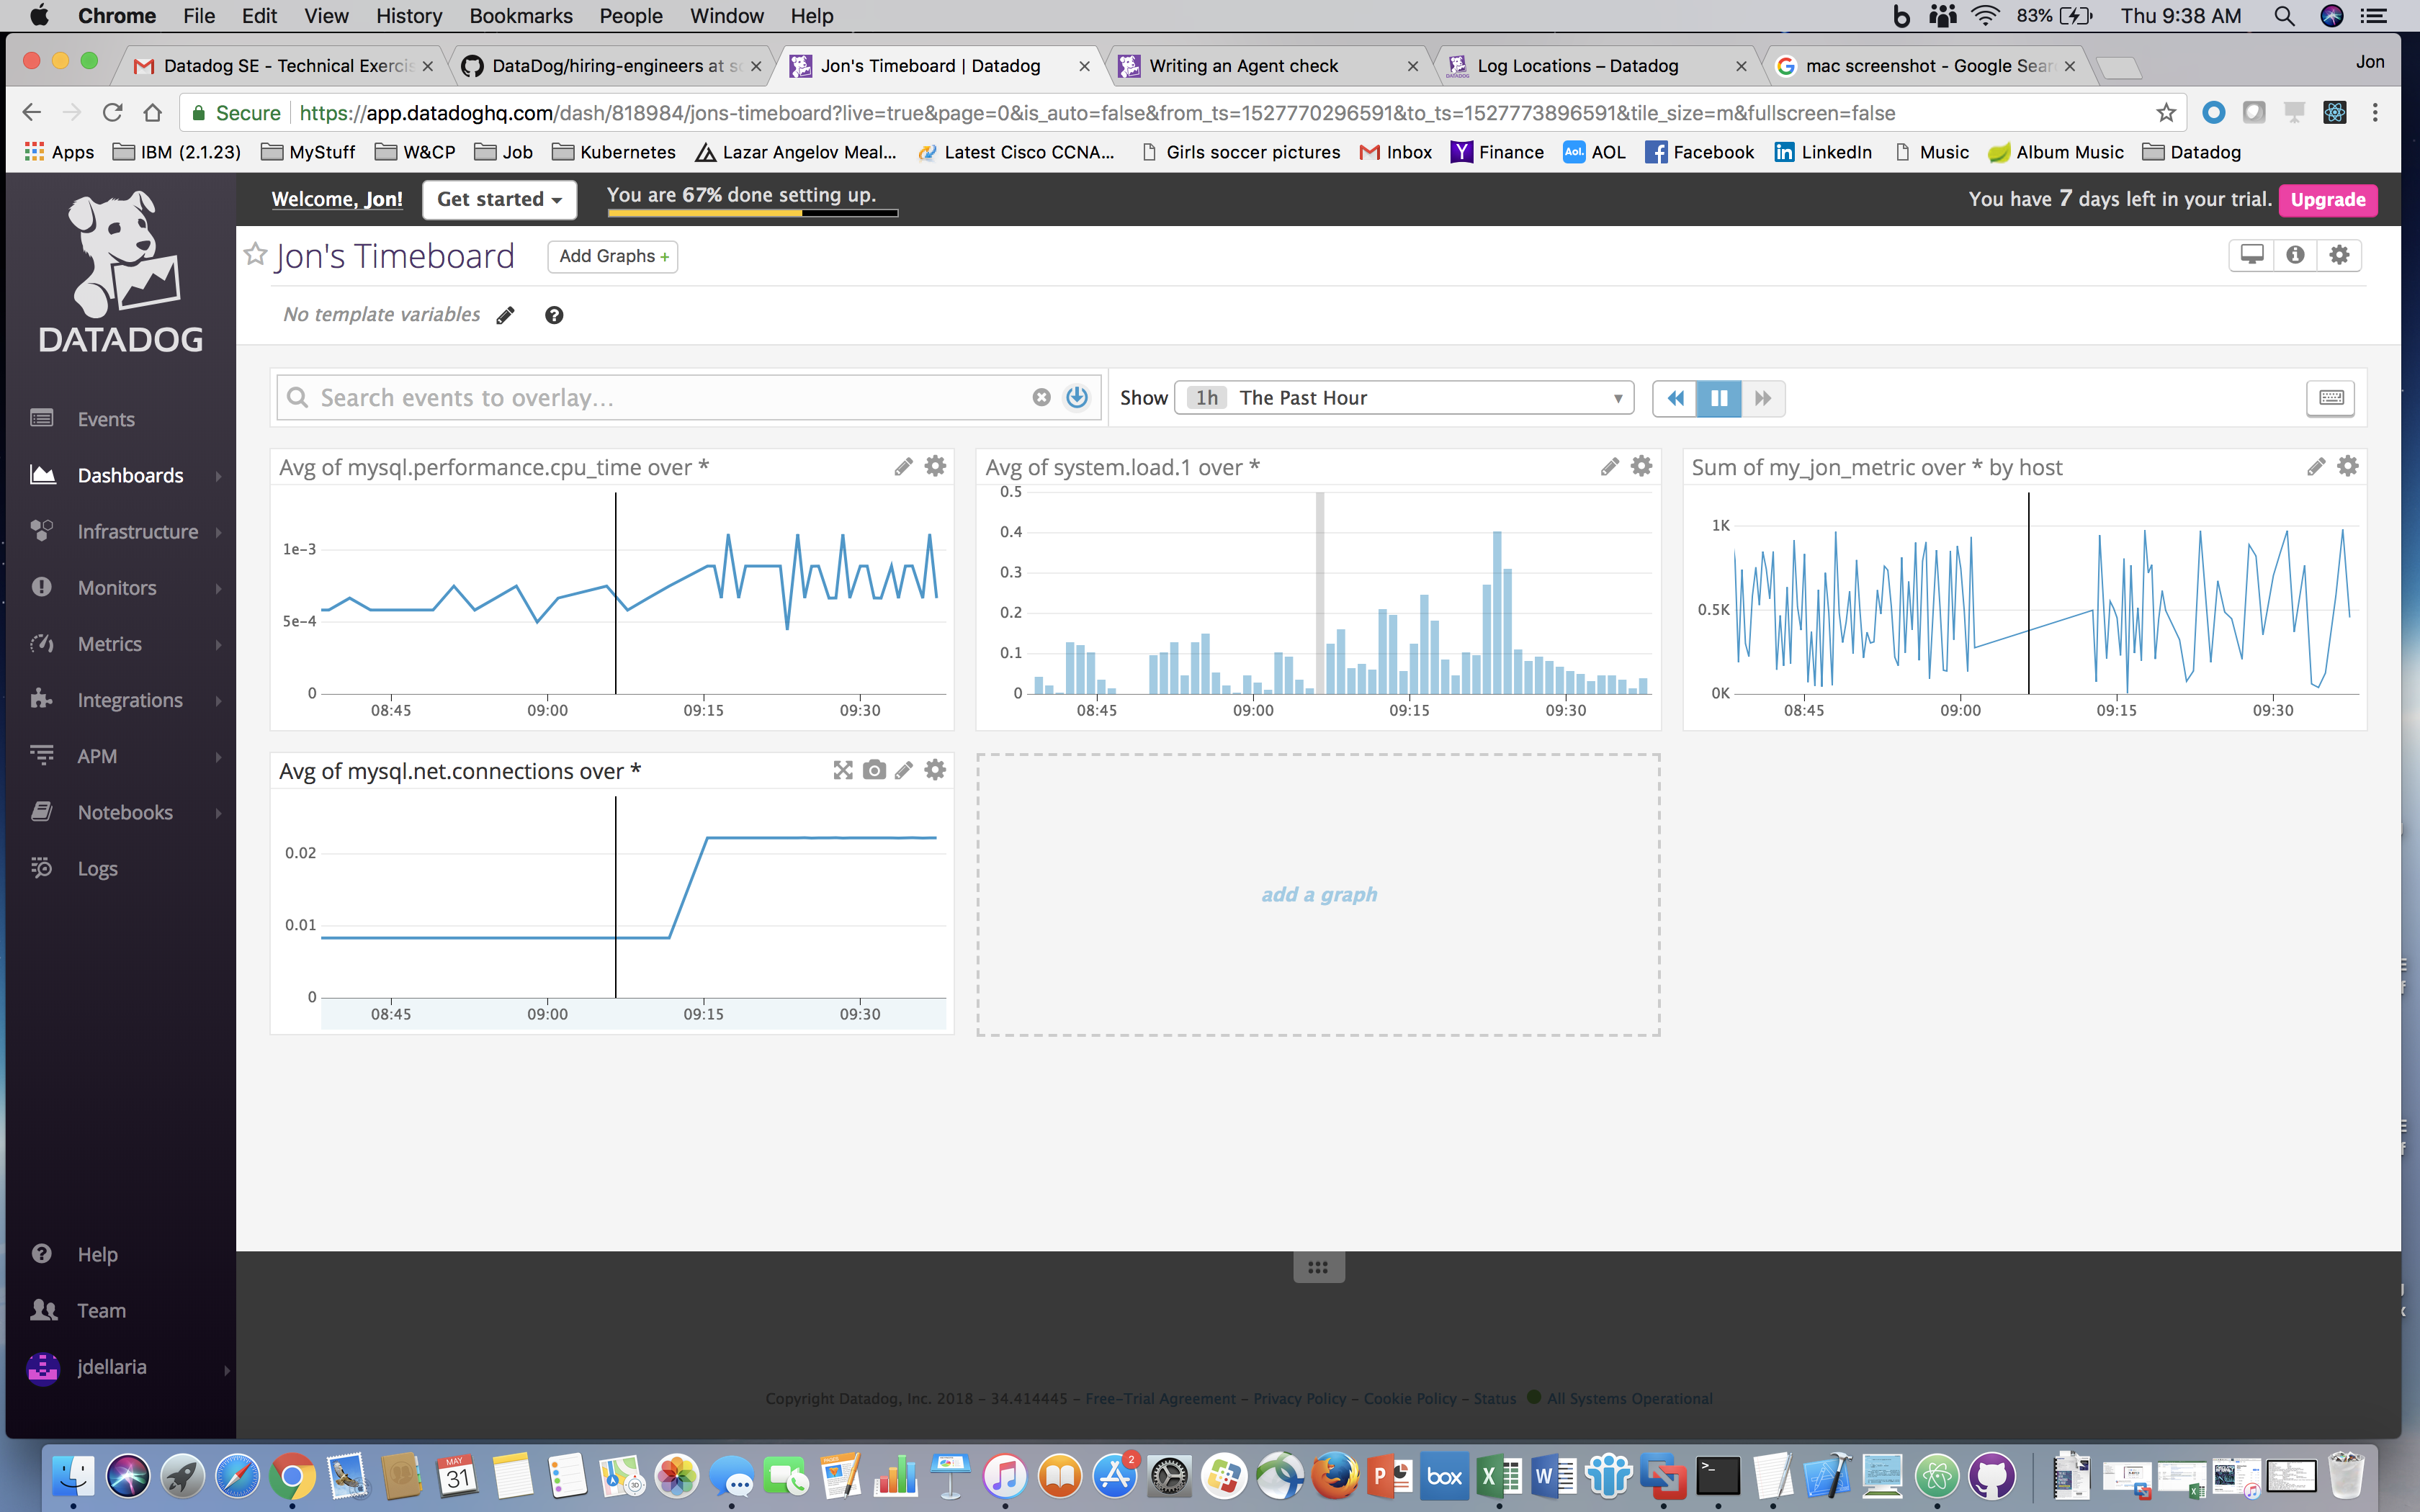 Chrome File Edit View History Bookmarks People Window Help 83% Thu 9:38 AM
Datadog SE - Technical Exercis DataDog/hiring-engineers at s Jon's Timeboard | Datadog Writing an Agent check Log Locations – Datadog mac screenshot - Google Sear Jon
Secure https://app.datadoghq.com/dash/818984/jons-timeboard?live=true&page=0&is_auto=false&from_ts=1527770296591&to_ts=1527773896591&tile_size=m&fullscreen=false
Apps IBM (2.1.23) MyStuff W&CP Job Kubernetes Lazar Angelov Meal... Latest Cisco CCNA... Girls soccer pictures Inbox Finance Aol. AOL Facebook LinkedIn Music Album Music Datadog
DATADOG
Welcome, Jon! Get started You are 67% done setting up. You have 7 days left in your trial. Upgrade
Jon's Timeboard Add Graphs +
No template variables
Search events to overlay... Show 1h The Past Hour
Events
Dashboards
Infrastructure
Monitors
Metrics
Integrations
APM
Notebooks
Logs
Help
Team
jdellaria
Avg of mysql.performance.cpu_time over *
1e-3
5e-4
0
08:45 09:00 09:15 09:30
Avg of system.load.1 over *
0.5
0.4
0.3
0.2
0.1
0
08:45 09:00 09:15 09:30
Sum of my_jon_metric over * by host
1K
0.5K
0K
08:45 09:00 09:15 09:30
Avg of mysql.net.connections over *
0.02
0.01
0
08:45 09:00 09:15 09:30
add a graph
Copyright Datadog, Inc. 2018 - 34.414445 - Free-Trial Agreement - Privacy Policy - Cookie Policy - Status All Systems Operational
MAY
31
2
box